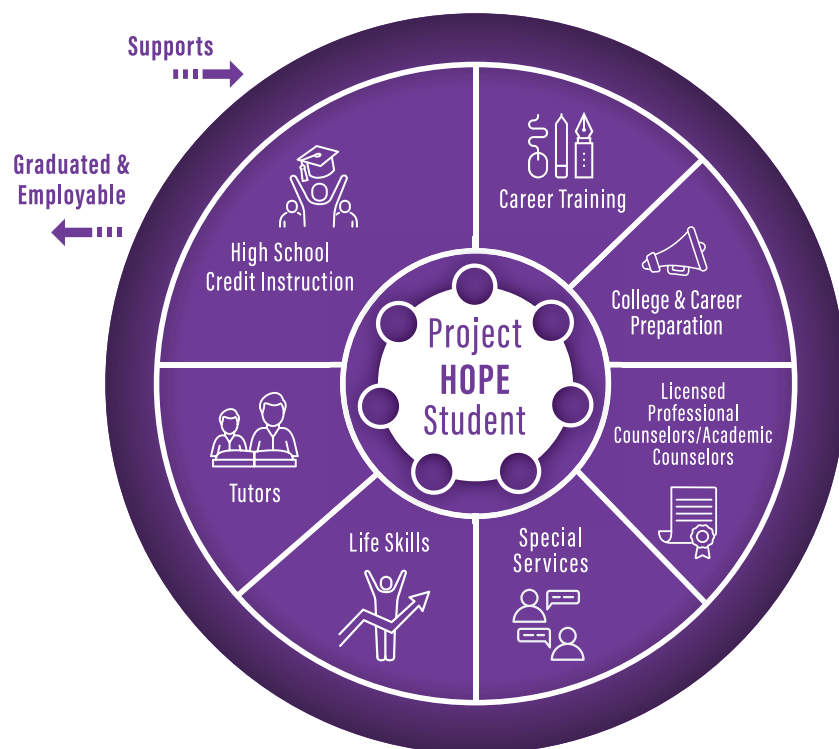 Supports
Graduated &
Employable
High School
Credit Instruction
Career Training
College & Career
Preparation
Licensed
Professional
Counselors/Academic
Counselors
Special
Services
Life Skills
Tutors
Project
HOPE
Student